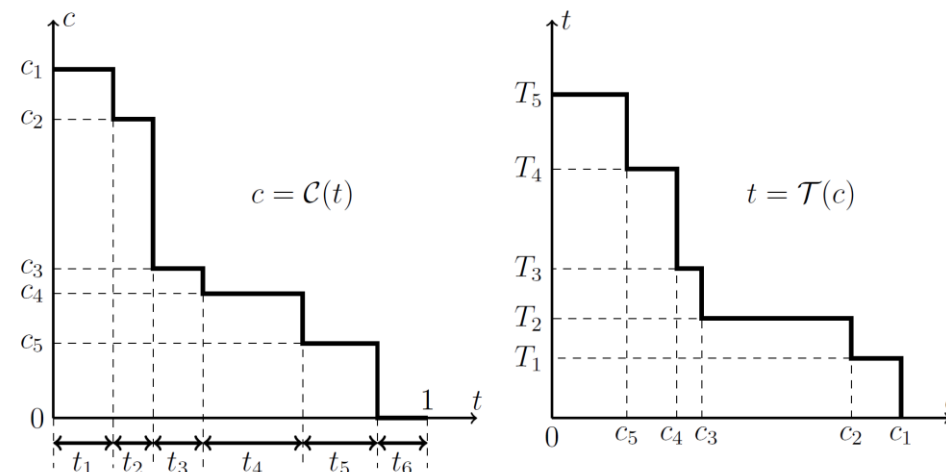 c
c₁
c₂
c = 𝒞(t)
c₃
c₄
c₅
0
1
t
t₁ t₂ t₃ t₄ t₅ t₆
t
T₅
T₄
t = 𝒯(c)
T₃
T₂
T₁
0 c₅ c₄ c₃ c₂ c₁